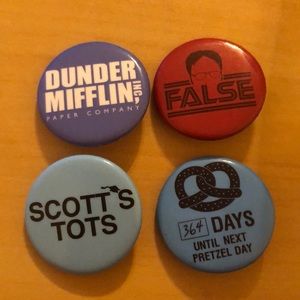 DUNDER
MIFFLIN INC.
PAPER COMPANY
FALSE
SCOTT'S
TOTS
364 DAYS
UNTIL NEXT
PRETZEL DAY